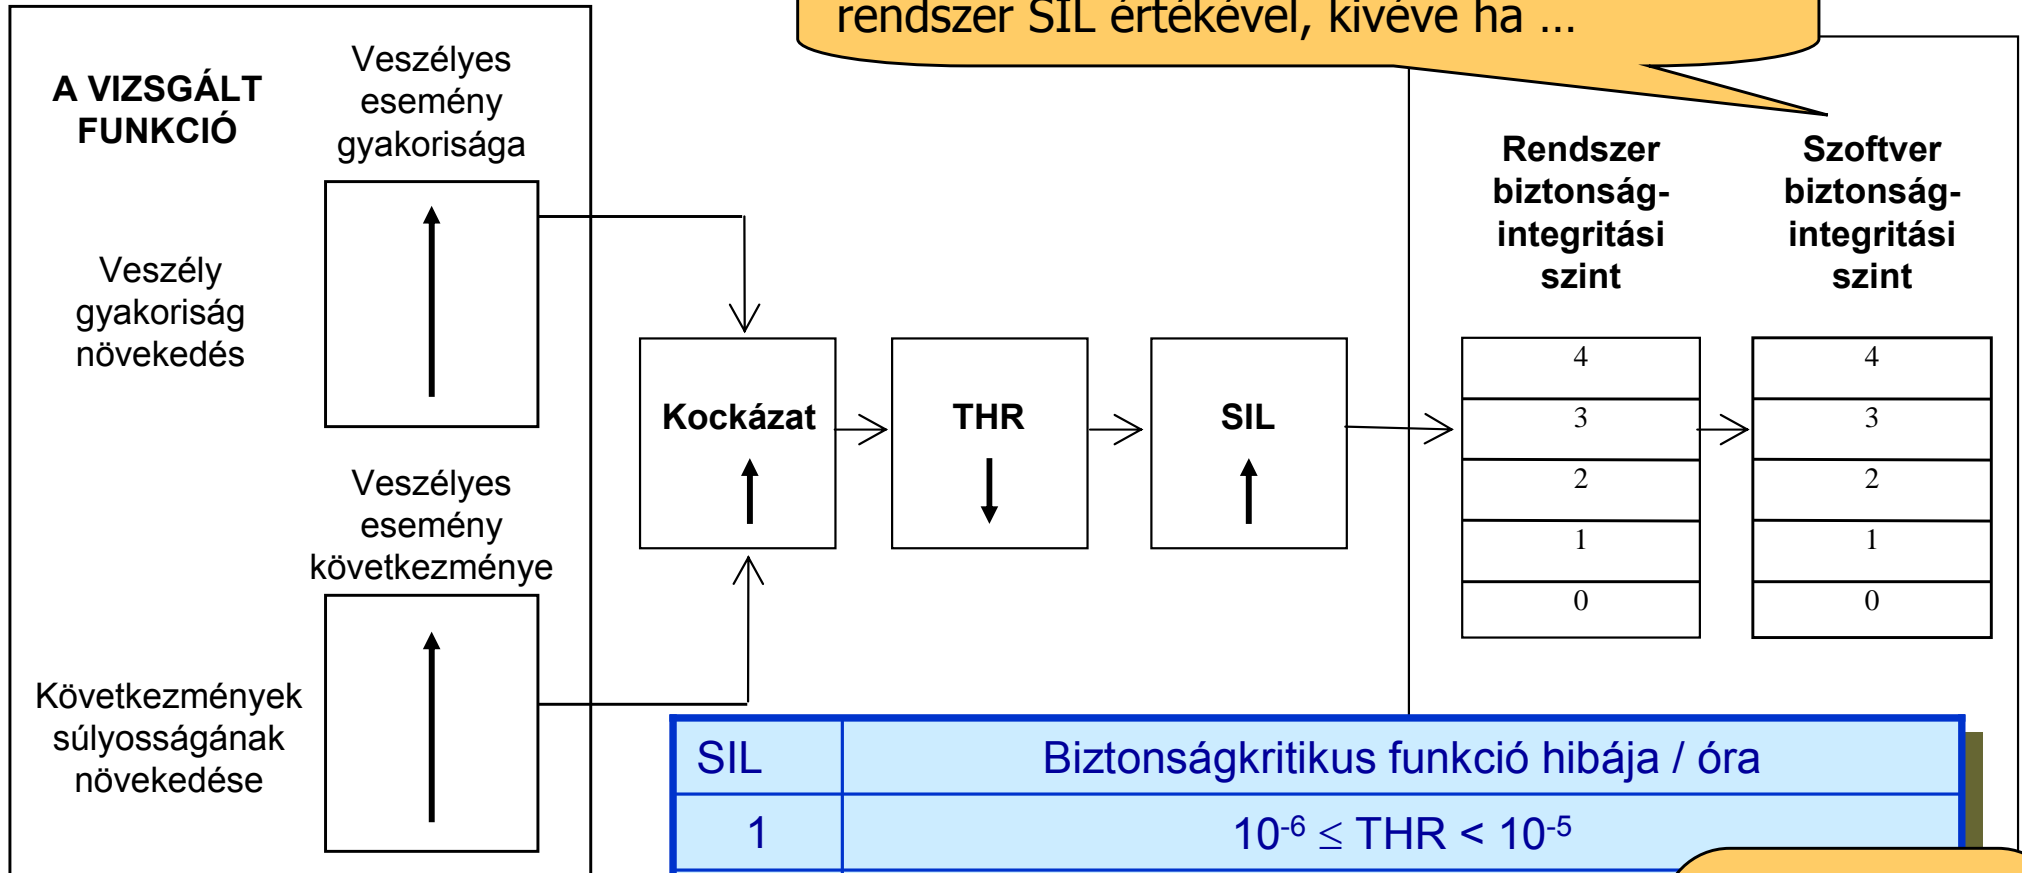 rendszer SIL értékével, kivéve ha ...
A VIZSGÁLT
FUNKCIÓ
Veszélyes
esemény
gyakorisága
Veszély
gyakoriság
növekedés
Veszélyes
esemény
következménye
Következmények
súlyosságának
növekedése
Kockázat
THR
SIL
Rendszer
biztonság-
integritási
szint
4
3
2
1
0
Szoftver
biztonság-
integritási
szint
4
3
2
1
0
SIL Biztonságkritikus funkció hibája / óra
1 10⁻⁶ ≤ THR < 10⁻⁵